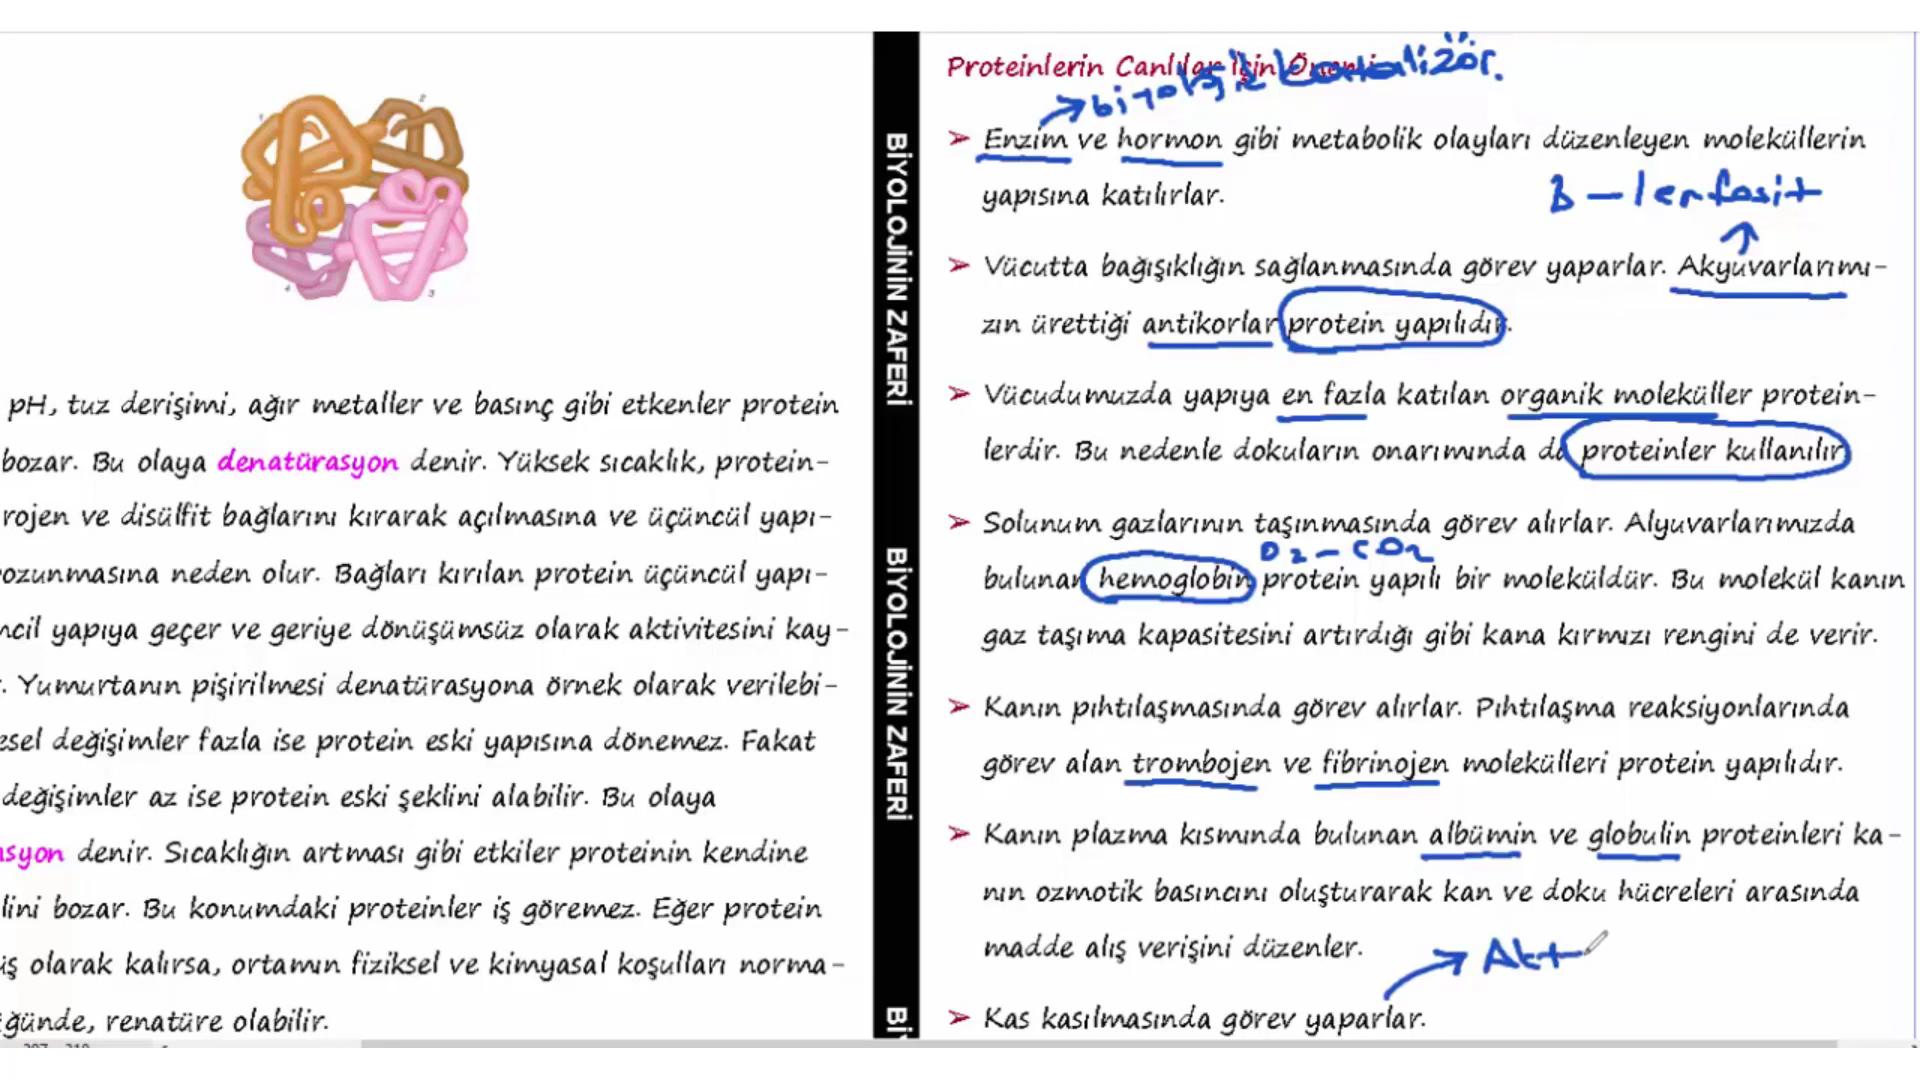 pH, tuz derişimi, ağır metaller ve basınç gibi etkenler protein
bozar. Bu olaya denatürasyon denir. Yüksek sıcaklık, protein-
rojen ve disülfit bağlarını kırarak açılmasına ve üçüncül yapı-
ozunmasına neden olur. Bağları kırılan protein üçüncül yapı-
ncil yapıya geçer ve geriye dönüşümsüz olarak aktivitesini kay-
. Yumurtanın pişirilmesi denatürasyona örnek olarak verilebi-
esel değişimler fazla ise protein eski yapısına dönemez. Fakat
değişimler az ise protein eski şeklini alabilir. Bu olaya
asyon denir. Sıcaklığın artması gibi etkiler proteinin kendine
lini bozar. Bu konumdaki proteinler iş göremez. Eğer protein
üş olarak kalırsa, ortamın fiziksel ve kimyasal koşulları norma-
ğünde, renatüre olabilir.
BİYOLOJİNİN ZAFERİ
BİYOLOJİNİN ZAFERİ
Bİ
Proteinlerin Canlılar İçin Önemi
biyolojik katalizör.
➢ Enzim ve hormon gibi metabolik olayları düzenleyen moleküllerin
yapısına katılırlar.
B - lenfosit
➢ Vücutta bağışıklığın sağlanmasında görev yaparlar. Akyuvarlarımı-
zın ürettiği antikorlar protein yapılıdır.
➢ Vücudumuzda yapıya en fazla katılan organik moleküller protein-
lerdir. Bu nedenle dokuların onarımında da proteinler kullanılır
➢ Solunum gazlarının taşınmasında görev alırlar. Alyuvarlarımızda
O2 - CO2
bulunan hemoglobin protein yapılı bir moleküldür. Bu molekül kanın
gaz taşıma kapasitesini artırdığı gibi kana kırmızı rengini de verir.
➢ Kanın pıhtılaşmasında görev alırlar. Pıhtılaşma reaksiyonlarında
görev alan trombojen ve fibrinojen molekülleri protein yapılıdır.
➢ Kanın plazma kısmında bulunan albümin ve globulin proteinleri ka-
nın ozmotik basıncını oluşturarak kan ve doku hücreleri arasında
madde alış verişini düzenler.
Akt
➢ Kas kasılmasında görev yaparlar.